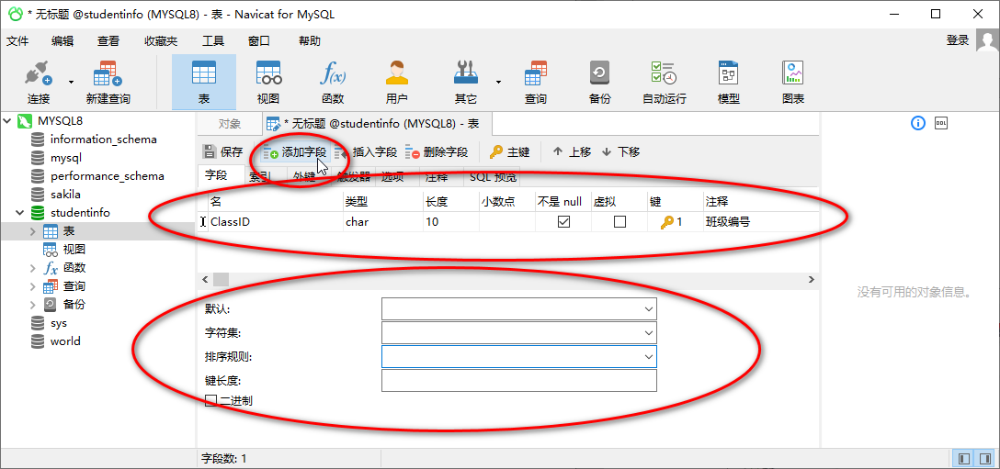 * 无标题 @studentinfo (MYSQL8) - 表 - Navicat for MySQL
文件 编辑 查看 收藏夹 工具 窗口 帮助 登录
连接 新建查询 表 视图 函数 用户 其它 查询 备份 自动运行 模型 图表
MYSQL8
information_schema
mysql
performance_schema
sakila
studentinfo
表
视图
函数
查询
备份
sys
world
对象 * 无标题 @studentinfo (MYSQL8) - 表
保存 添加字段 插入字段 删除字段 主键 上移 下移
字段 索引 外键 触发器 选项 注释 SQL 预览
名 类型 长度 小数点 不是 null 虚拟 键 注释
ClassID char 10 1 班级编号
默认:
字符集:
排序规则:
键长度:
二进制
DDL
没有可用的对象信息。
字段数: 1